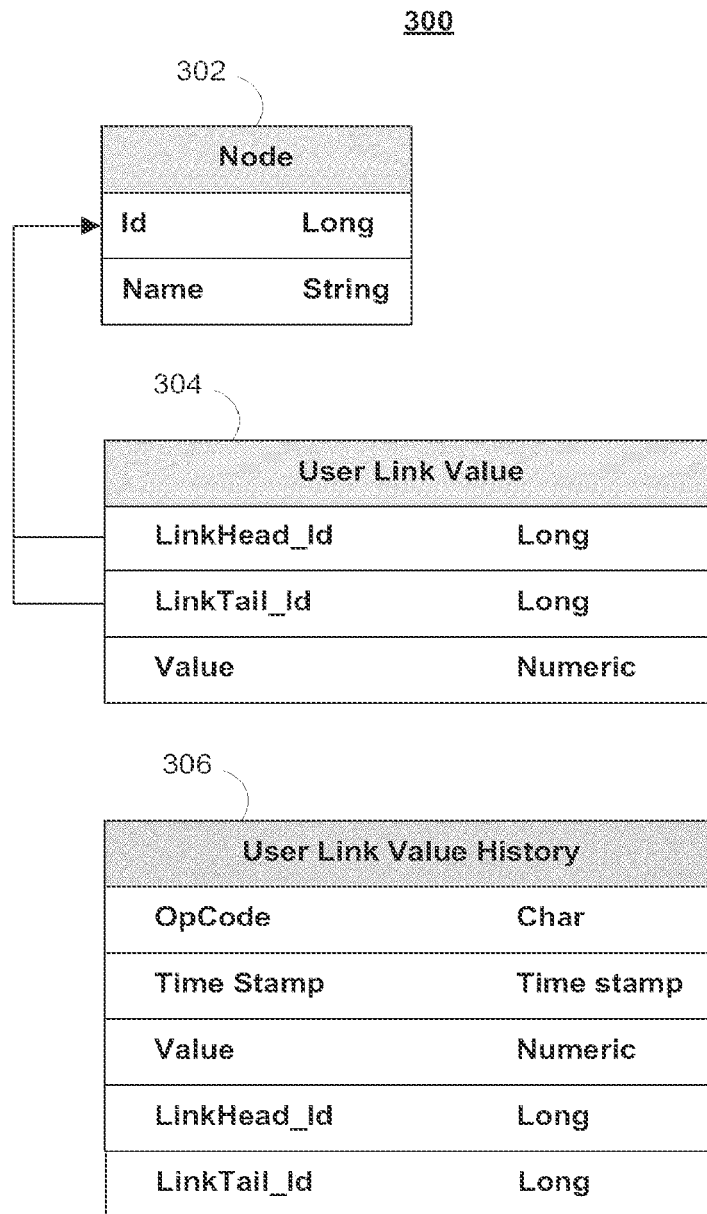 300
302
Node
Id Long
Name String
304
User Link Value
LinkHead_Id Long
LinkTail_Id Long
Value Numeric
306
User Link Value History
OpCode Char
Time Stamp Time stamp
Value Numeric
LinkHead_Id Long
LinkTail_Id Long